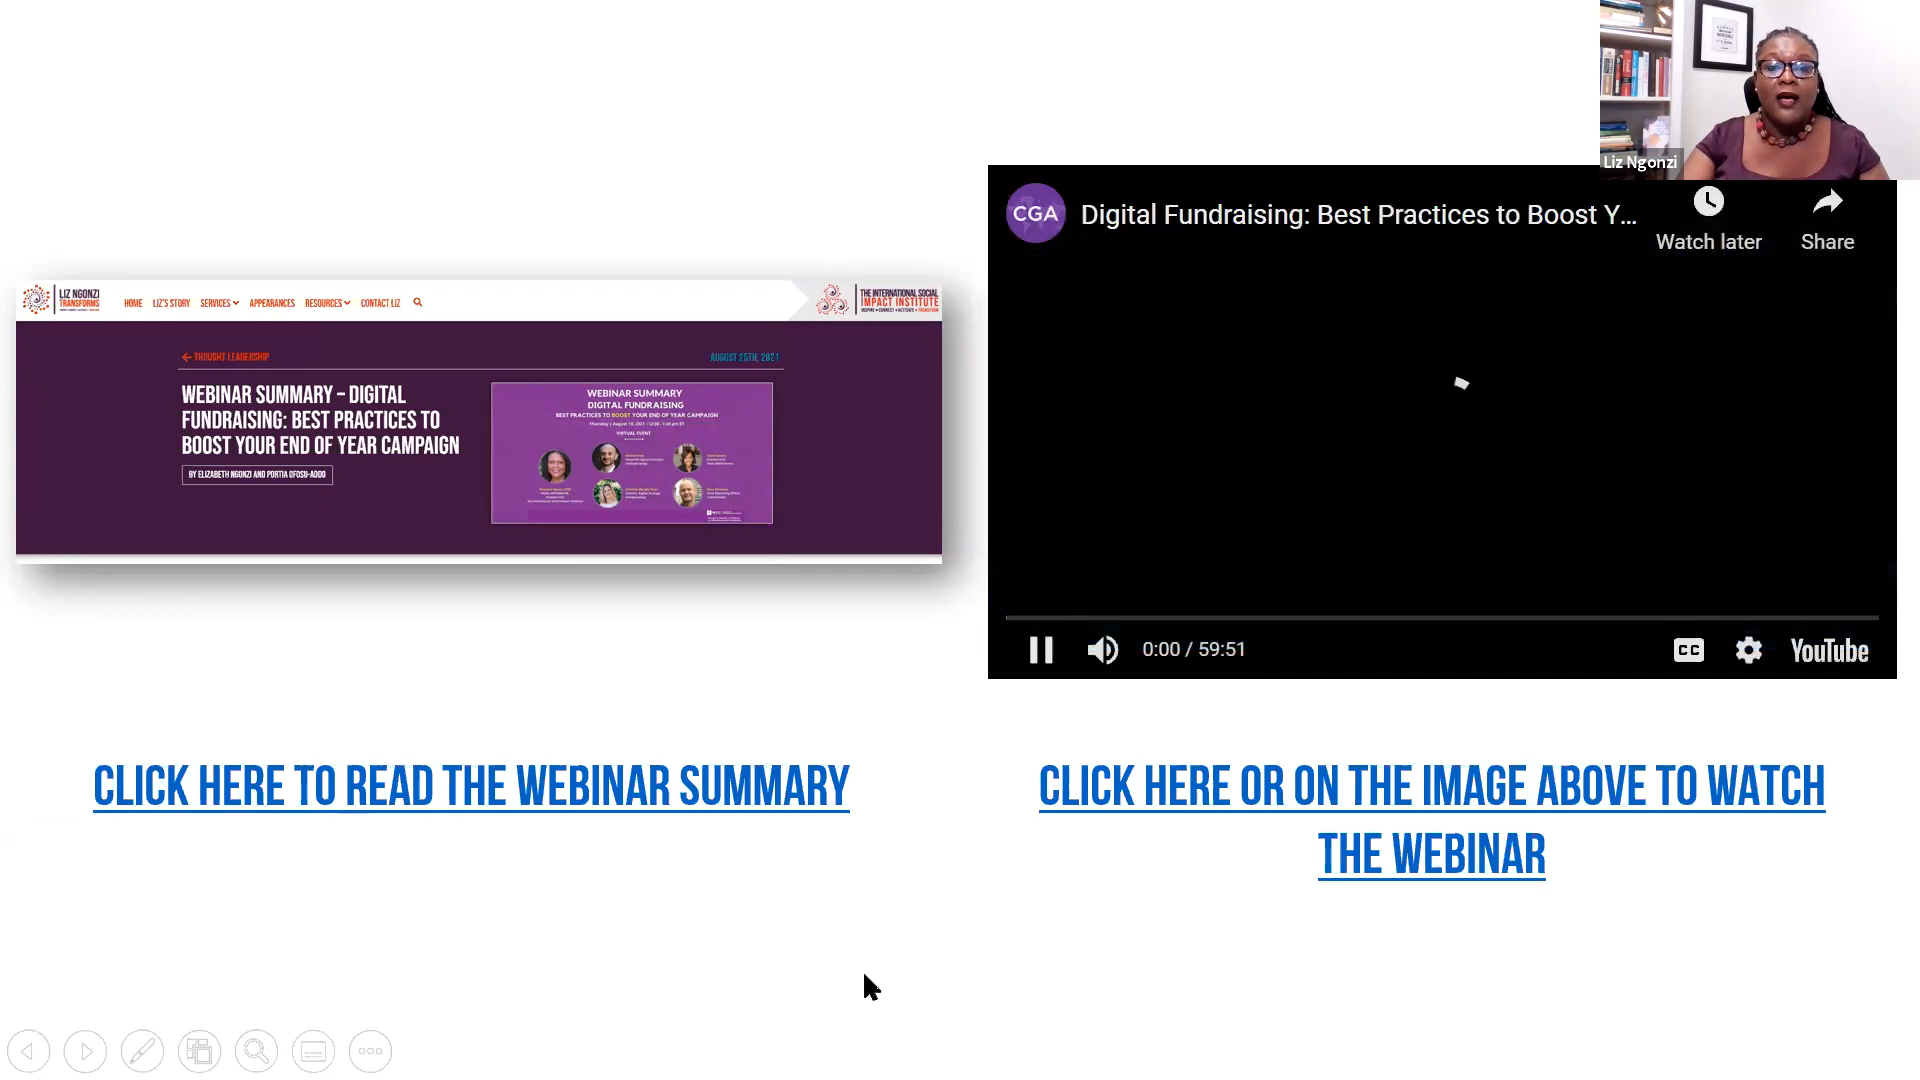 Liz Ngonzi
LIZ NGONZI
TRANSFORMS
HOME LIZ'S STORY SERVICES APPEARANCES RESOURCES CONTACT LIZ
THE INTERNATIONAL SOCIAL
IMPACT INSTITUTE
THOUGHT LEADERSHIP
AUGUST 25TH, 2021
WEBINAR SUMMARY – DIGITAL
FUNDRAISING: BEST PRACTICES TO
BOOST YOUR END OF YEAR CAMPAIGN
BY ELIZABETH NGONZI AND PORTIA OFOSU-ADDO
WEBINAR SUMMARY
DIGITAL FUNDRAISING
BEST PRACTICES TO BOOST YOUR END OF YEAR CAMPAIGN
VIRTUAL EVENT
NYU
CGA
Digital Fundraising: Best Practices to Boost Y...
Watch later
Share
0:00 / 59:51
CC
YouTube
CLICK HERE TO READ THE WEBINAR SUMMARY
CLICK HERE OR ON THE IMAGE ABOVE TO WATCH
THE WEBINAR